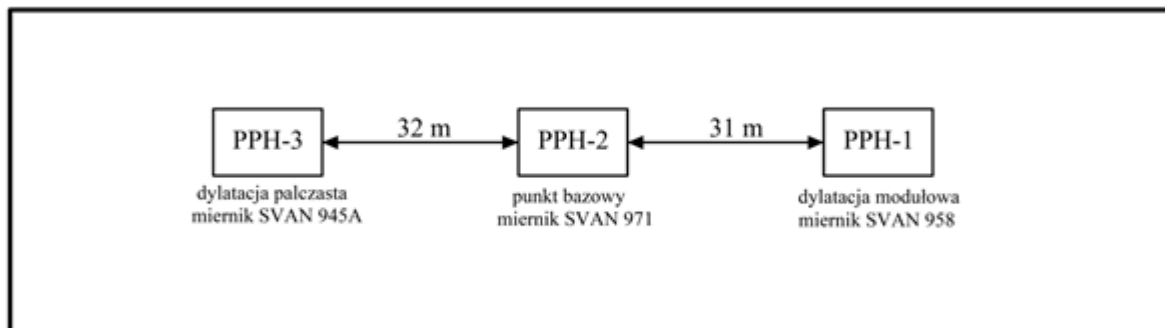 PPH-3
32 m
PPH-2
31 m
PPH-1
dylatacja palczasta
miernik SVAN 945A
punkt bazowy
miernik SVAN 971
dylatacja modułowa
miernik SVAN 958